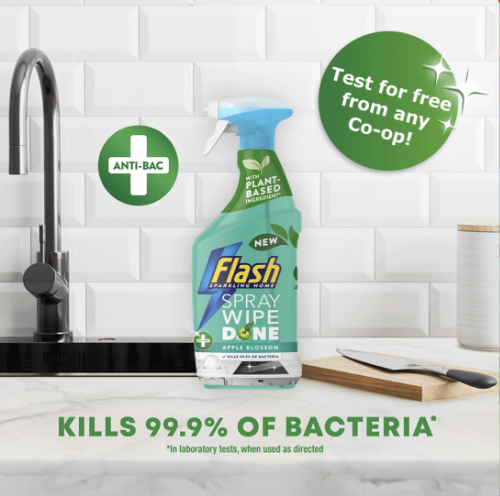 Test for free
from any
Co-op!
ANTI-BAC
WITH
PLANT-
BASED
INGREDIENT*
NEW
Flash
SPARKLING HOME
SPRAY
WIPE
DONE
APPLE BLOSSOM
✓ KILLS 99.9% OF BACTERIA
KILLS 99.9% OF BACTERIA*
*In laboratory tests, when used as directed